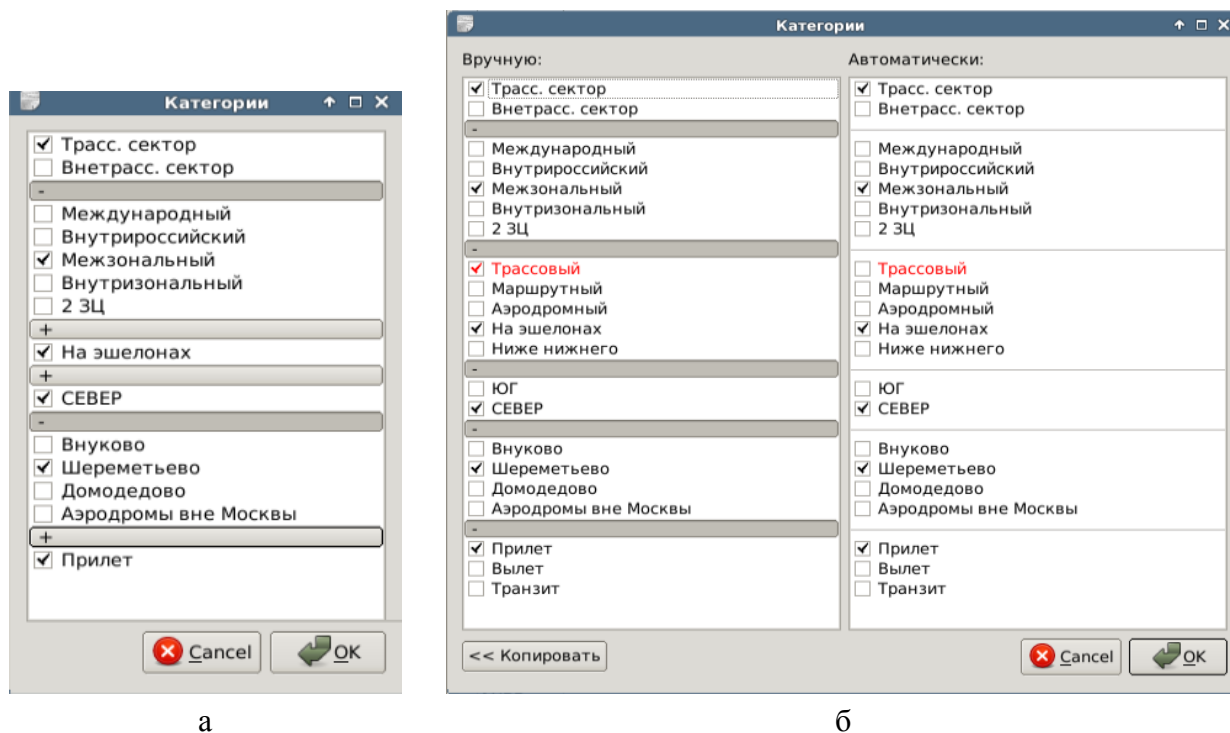 Категории
Трасс. сектор
Внетрасс. сектор
-
Международный
Внутрироссийский
Межзональный
Внутризональный
2 ЗЦ
+
На эшелонах
+
СЕВЕР
-
Внуково
Шереметьево
Домодедово
Аэродромы вне Москвы
+
Прилет
Cancel
OK
а
Категории
Вручную:
Трасс. сектор
Внетрасс. сектор
-
Международный
Внутрироссийский
Межзональный
Внутризональный
2 ЗЦ
-
Трассовый
Маршрутный
Аэродромный
На эшелонах
Ниже нижнего
-
ЮГ
СЕВЕР
-
Внуково
Шереметьево
Домодедово
Аэродромы вне Москвы
-
Прилет
Вылет
Транзит
Автоматически:
Трасс. сектор
Внетрасс. сектор
Международный
Внутрироссийский
Межзональный
Внутризональный
2 ЗЦ
Трассовый
Маршрутный
Аэродромный
На эшелонах
Ниже нижнего
ЮГ
СЕВЕР
Внуково
Шереметьево
Домодедово
Аэродромы вне Москвы
Прилет
Вылет
Транзит
<< Копировать
Cancel
OK
б